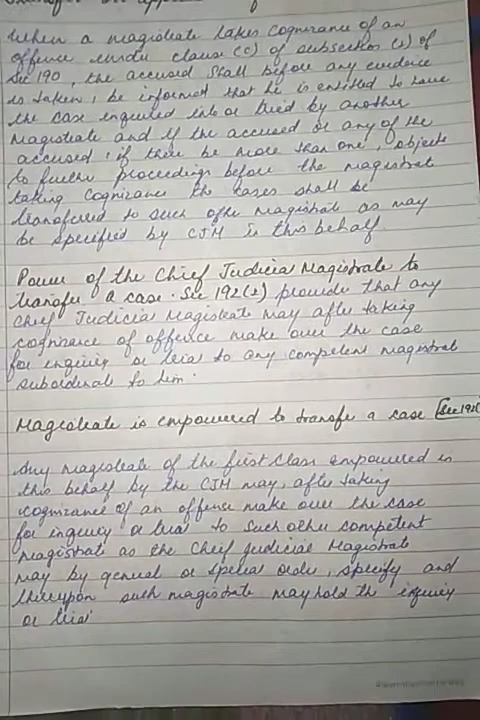 When a magistrate takes Cognizance of an
offence under clause (c) of subsection (1) of
Sec 190, the accused shall before any evidence
is taken, be informed that he is entitled to have
the case enquired into or tried by another
Magistrate and if the accused or any of the
accused, if there be more than one, objects
to further proceedings before the magistrate
taking Cognizance the cases shall be
transferred to such other magistrate as may
be specified by CJM in this behalf.
Power of the Chief Judicial Magistrate to
transfer a case. Sec 192(1) provide that any
Chief Judicial Magistrate may after taking
cognizance of offence make over the case
for inquiry or trial to any competent magistrate
subordinate to him.
Magistrate is empowered to transfer a case [Sec 192(
Any magistrate of the first class empowered in
this behalf by the CJM may, after taking
cognizance of an offense make over the case
for inquiry or trial to such other competent
magistrate as the Chief Judicial Magistrate
may by general or special order, specify and
thereupon such magistrate may hold the inquiry
or trial